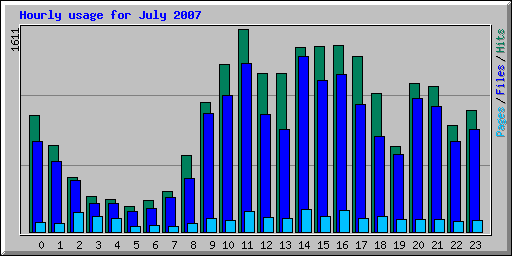 Hourly usage for July 2007
1611
Pages/Files/Hits
0 1 2 3 4 5 6 7 8 9 10 11 12 13 14 15 16 17 18 19 20 21 22 23